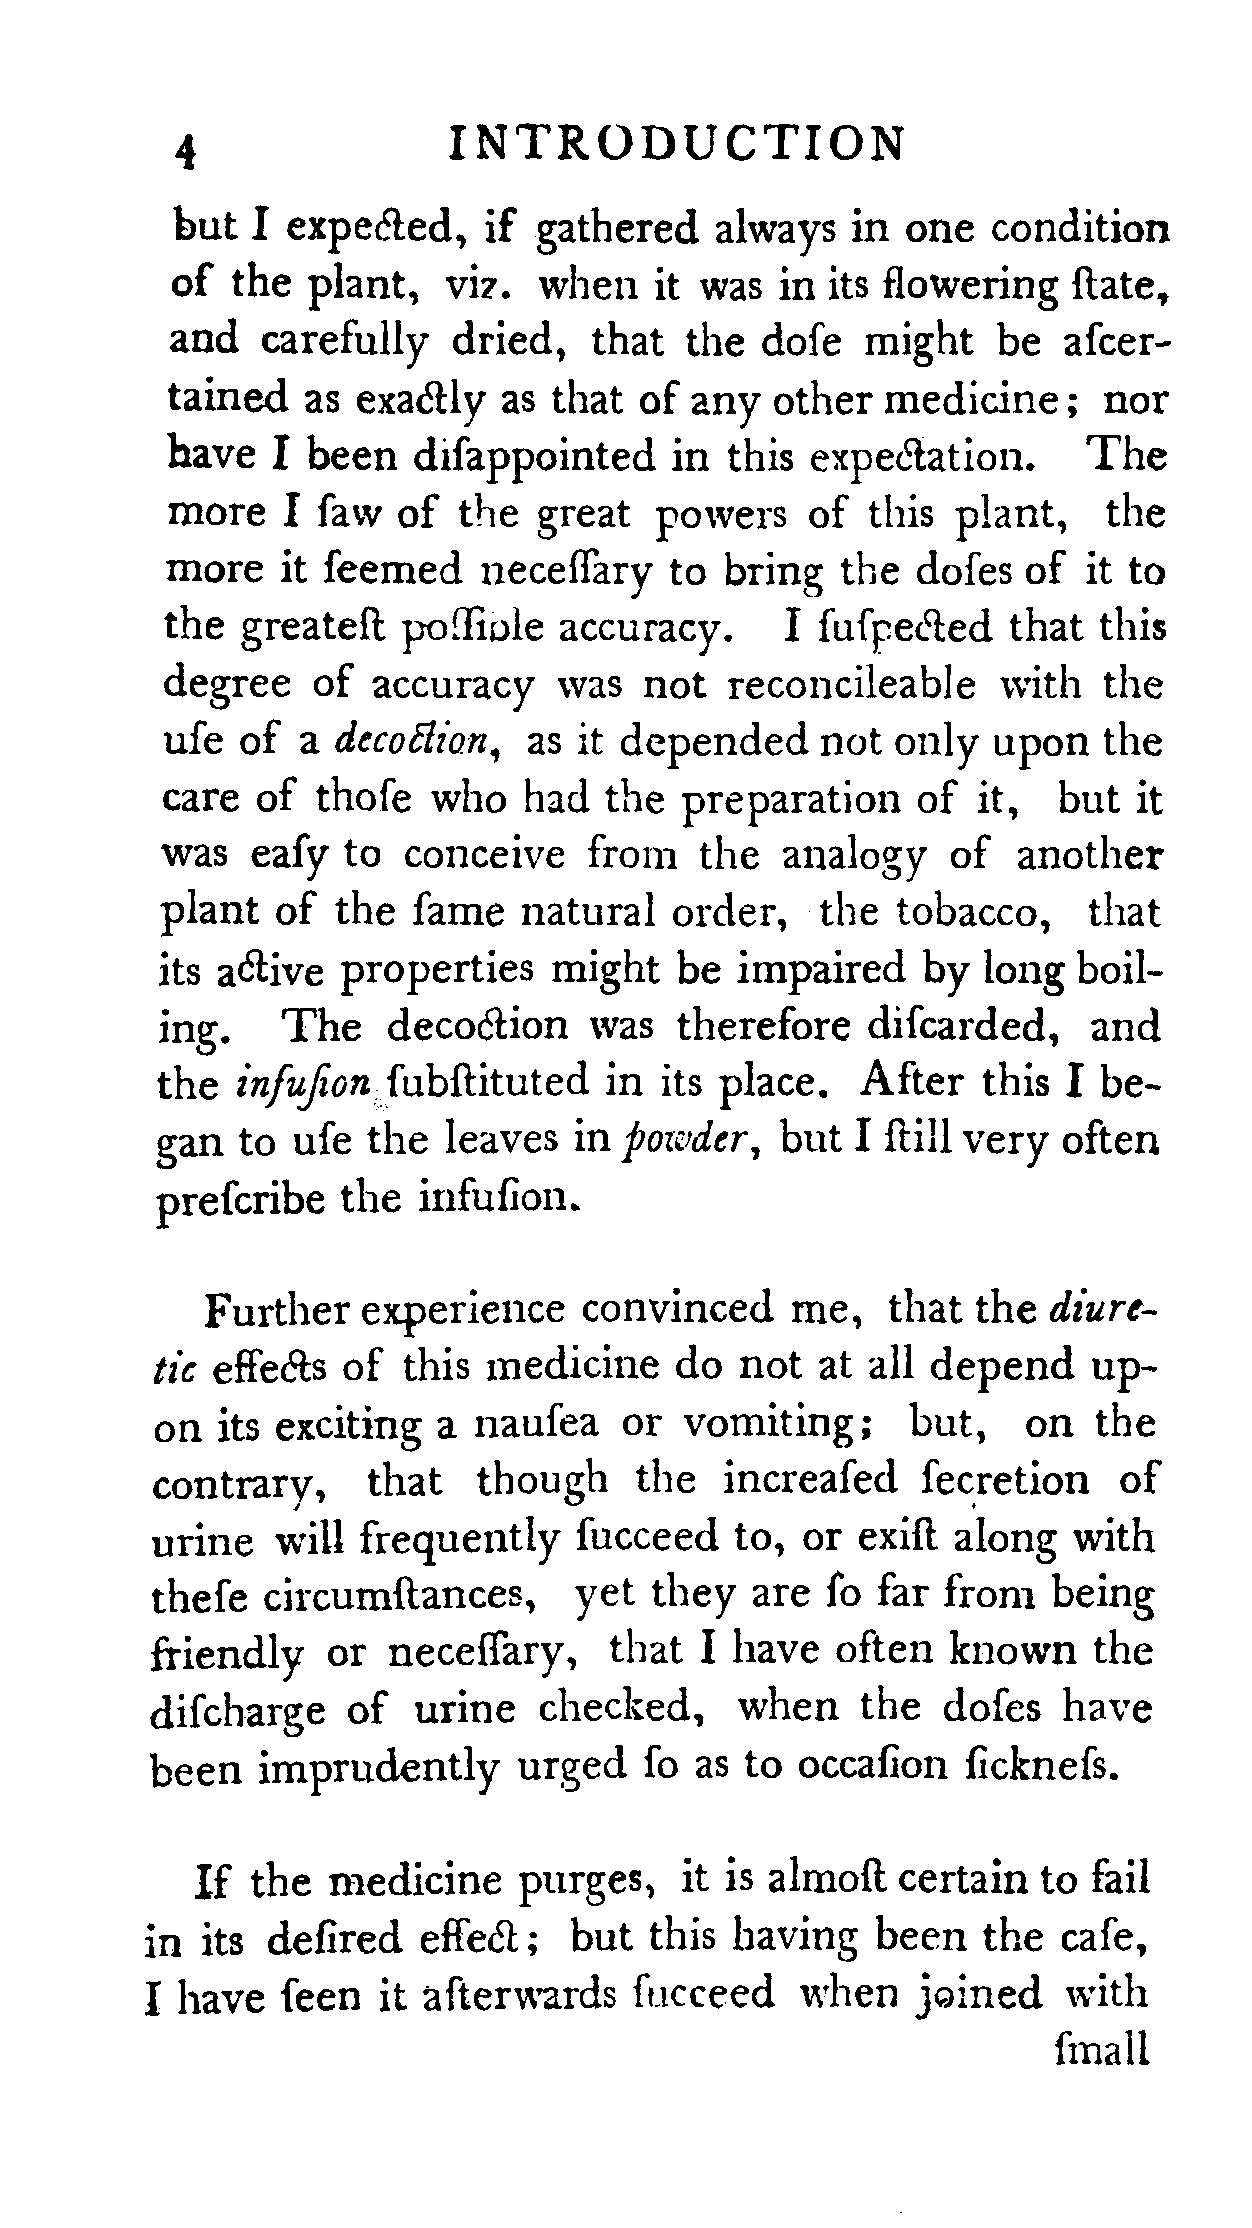 4 INTRODUCTION
but I expected, if gathered always in one condition
of the plant, viz. when it was in its flowering ſtate,
and carefully dried, that the doſe might be aſcer-
tained as exactly as that of any other medicine; nor
have I been diſappointed in this expectation. The
more I ſaw of the great powers of this plant, the
more it ſeemed neceſſary to bring the doſes of it to
the greateſt poſſible accuracy. I ſuſpected that this
degree of accuracy was not reconcileable with the
uſe of a decoction, as it depended not only upon the
care of thoſe who had the preparation of it, but it
was eaſy to conceive from the analogy of another
plant of the ſame natural order, the tobacco, that
its active properties might be impaired by long boil-
ing. The decoction was therefore diſcarded, and
the infuſion ſubſtituted in its place. After this I be-
gan to uſe the leaves in powder, but I ſtill very often
preſcribe the infuſion.
Further experience convinced me, that the diure-
tic effects of this medicine do not at all depend up-
on its exciting a nauſea or vomiting; but, on the
contrary, that though the increaſed ſecretion of
urine will frequently ſucceed to, or exiſt along with
theſe circumſtances, yet they are ſo far from being
friendly or neceſſary, that I have often known the
diſcharge of urine checked, when the doſes have
been imprudently urged ſo as to occaſion ſickneſs.
If the medicine purges, it is almoſt certain to fail
in its deſired effect; but this having been the caſe,
I have ſeen it afterwards ſucceed when joined with
ſmall